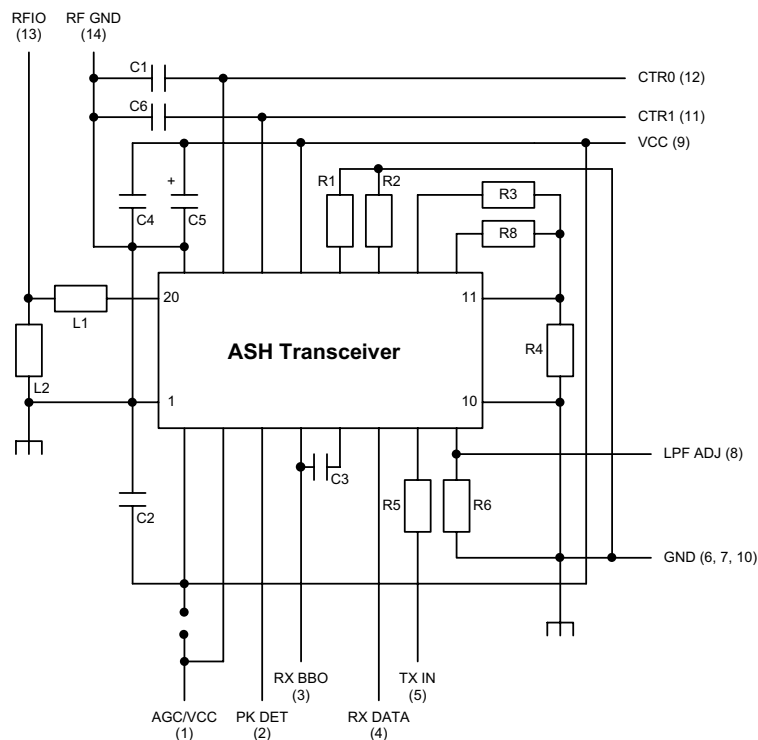 RFIO
(13)
RF GND
(14)
C1
CTR0 (12)
C6
CTR1 (11)
VCC (9)
+
C4
C5
R1
R2
R3
R8
20
11
L1
ASH Transceiver
R4
L2
1
10
LPF ADJ (8)
C3
C2
R5
R6
GND (6, 7, 10)
RX BBO
(3)
TX IN
(5)
AGC/VCC
(1)
PK DET
(2)
RX DATA
(4)